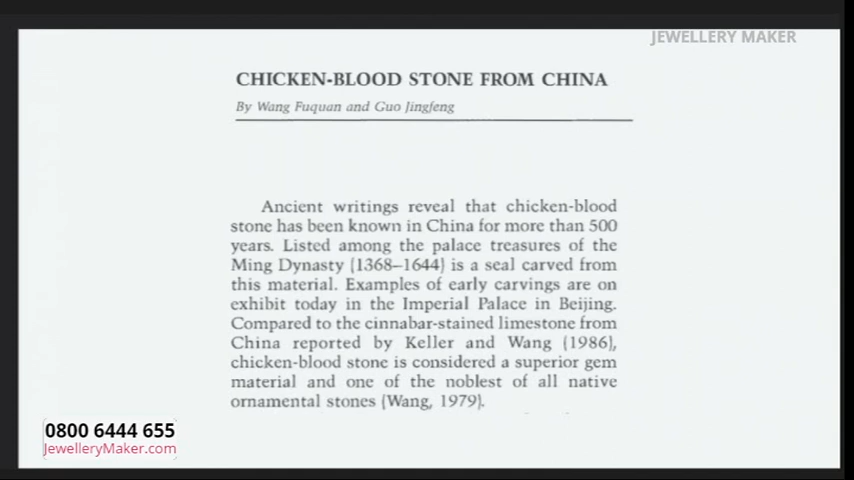 JEWELLERY MAKER
CHICKEN-BLOOD STONE FROM CHINA
By Wang Fuquan and Guo Jingfeng
Ancient writings reveal that chicken-blood
stone has been known in China for more than 500
years. Listed among the palace treasures of the
Ming Dynasty (1368–1644) is a seal carved from
this material. Examples of early carvings are on
exhibit today in the Imperial Palace in Beijing.
Compared to the cinnabar-stained limestone from
China reported by Keller and Wang (1986),
chicken-blood stone is considered a superior gem
material and one of the noblest of all native
ornamental stones (Wang, 1979).
0800 6444 655
JewelleryMaker.com